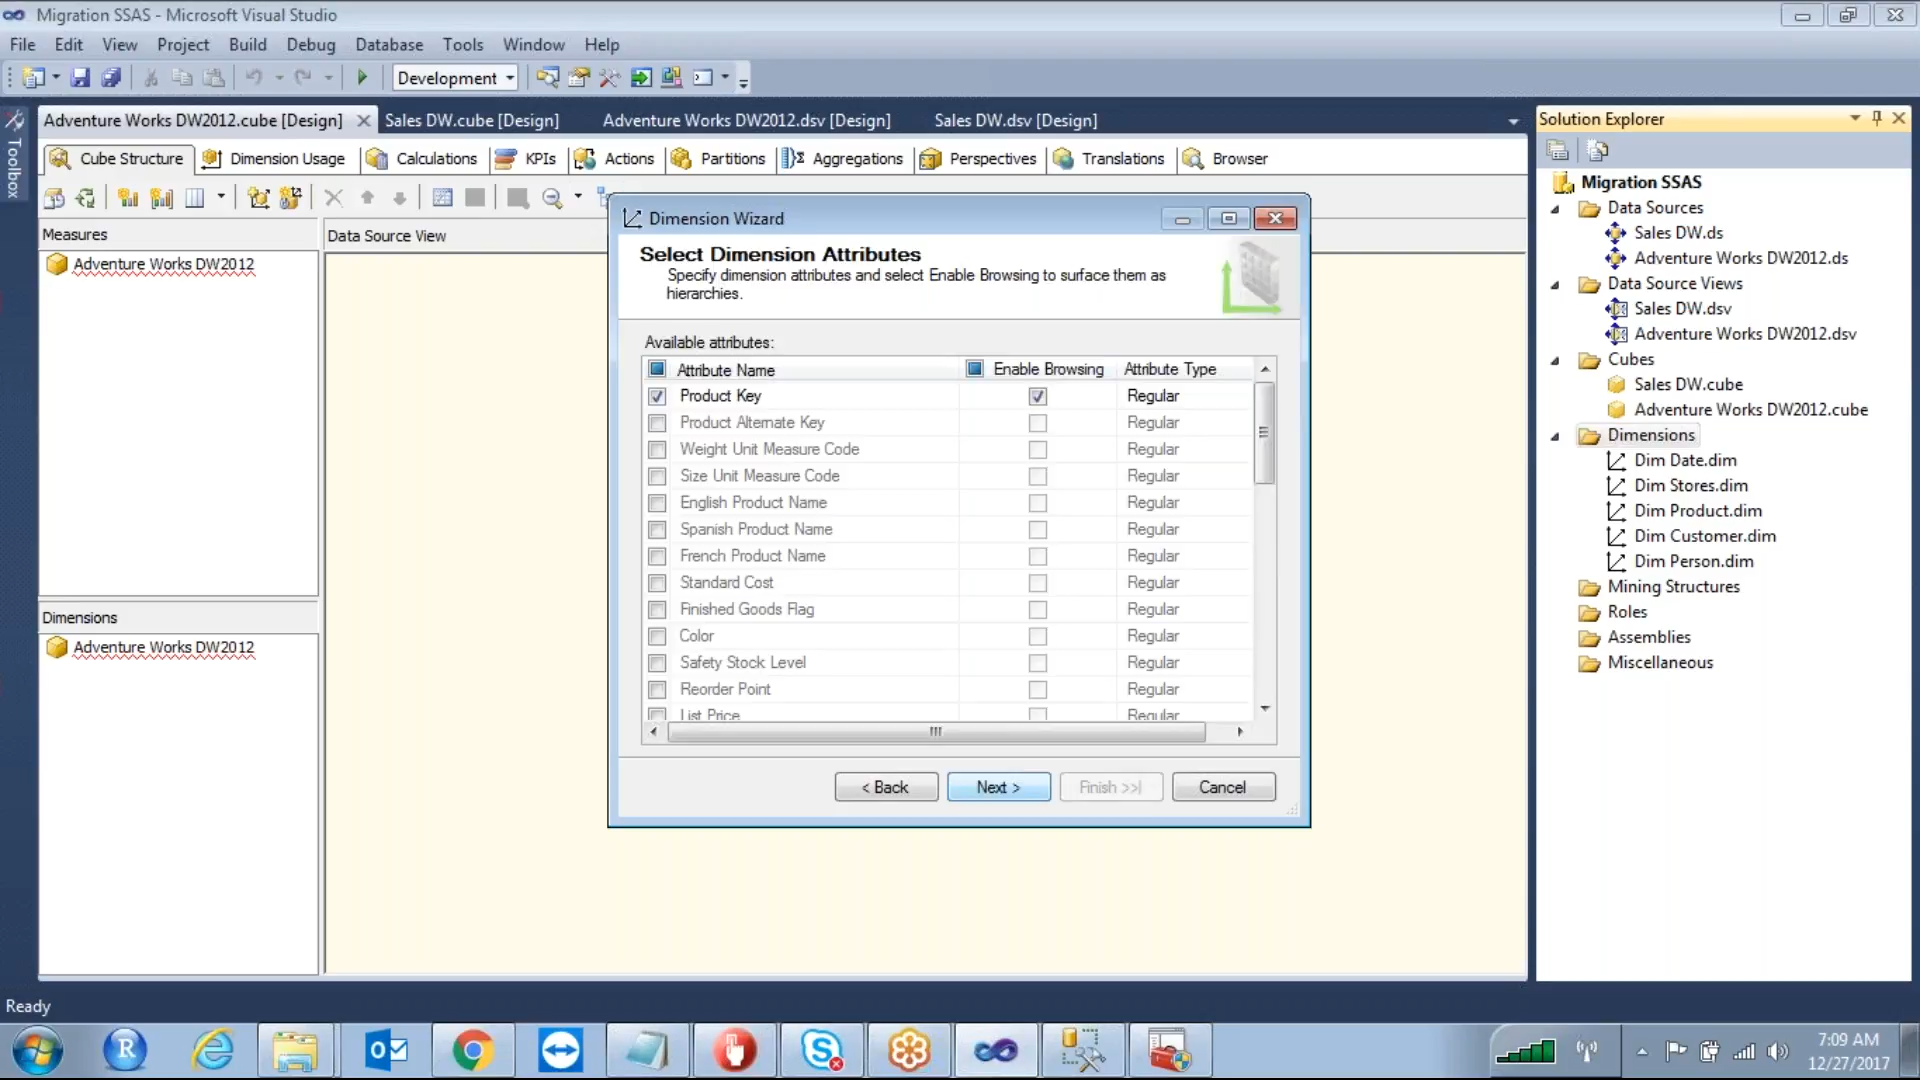 Migration SSAS - Microsoft Visual Studio
File Edit View Project Build Debug Database Tools Window Help
Development
Toolbox
Adventure Works DW2012.cube [Design]
Sales DW.cube [Design]
Adventure Works DW2012.dsv [Design]
Sales DW.dsv [Design]
Cube Structure
Dimension Usage
Calculations
KPIs
Actions
Partitions
Aggregations
Perspectives
Translations
Browser
Measures
Adventure Works DW2012
Dimensions
Adventure Works DW2012
Data Source View
Dimension Wizard
Select Dimension Attributes
Specify dimension attributes and select Enable Browsing to surface them as
hierarchies.
Available attributes:
Attribute Name Enable Browsing Attribute Type
Product Key Regular
Product Alternate Key Regular
Weight Unit Measure Code Regular
Size Unit Measure Code Regular
English Product Name Regular
Spanish Product Name Regular
French Product Name Regular
Standard Cost Regular
Finished Goods Flag Regular
Color Regular
Safety Stock Level Regular
Reorder Point Regular
List Price Regular
< Back
Next >
Finish >>|
Cancel
Solution Explorer
Migration SSAS
Data Sources
Sales DW.ds
Adventure Works DW2012.ds
Data Source Views
Sales DW.dsv
Adventure Works DW2012.dsv
Cubes
Sales DW.cube
Adventure Works DW2012.cube
Dimensions
Dim Date.dim
Dim Stores.dim
Dim Product.dim
Dim Customer.dim
Dim Person.dim
Mining Structures
Roles
Assemblies
Miscellaneous
Ready
7:09 AM
12/27/2017